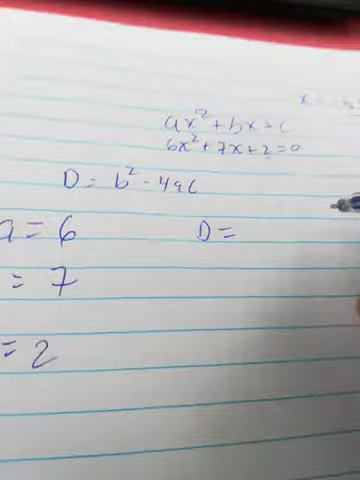 x =
ax² + bx = c
6x² + 7x + 2 = 0
D = b² - 4ac
a = 6
D =
= 7
= 2